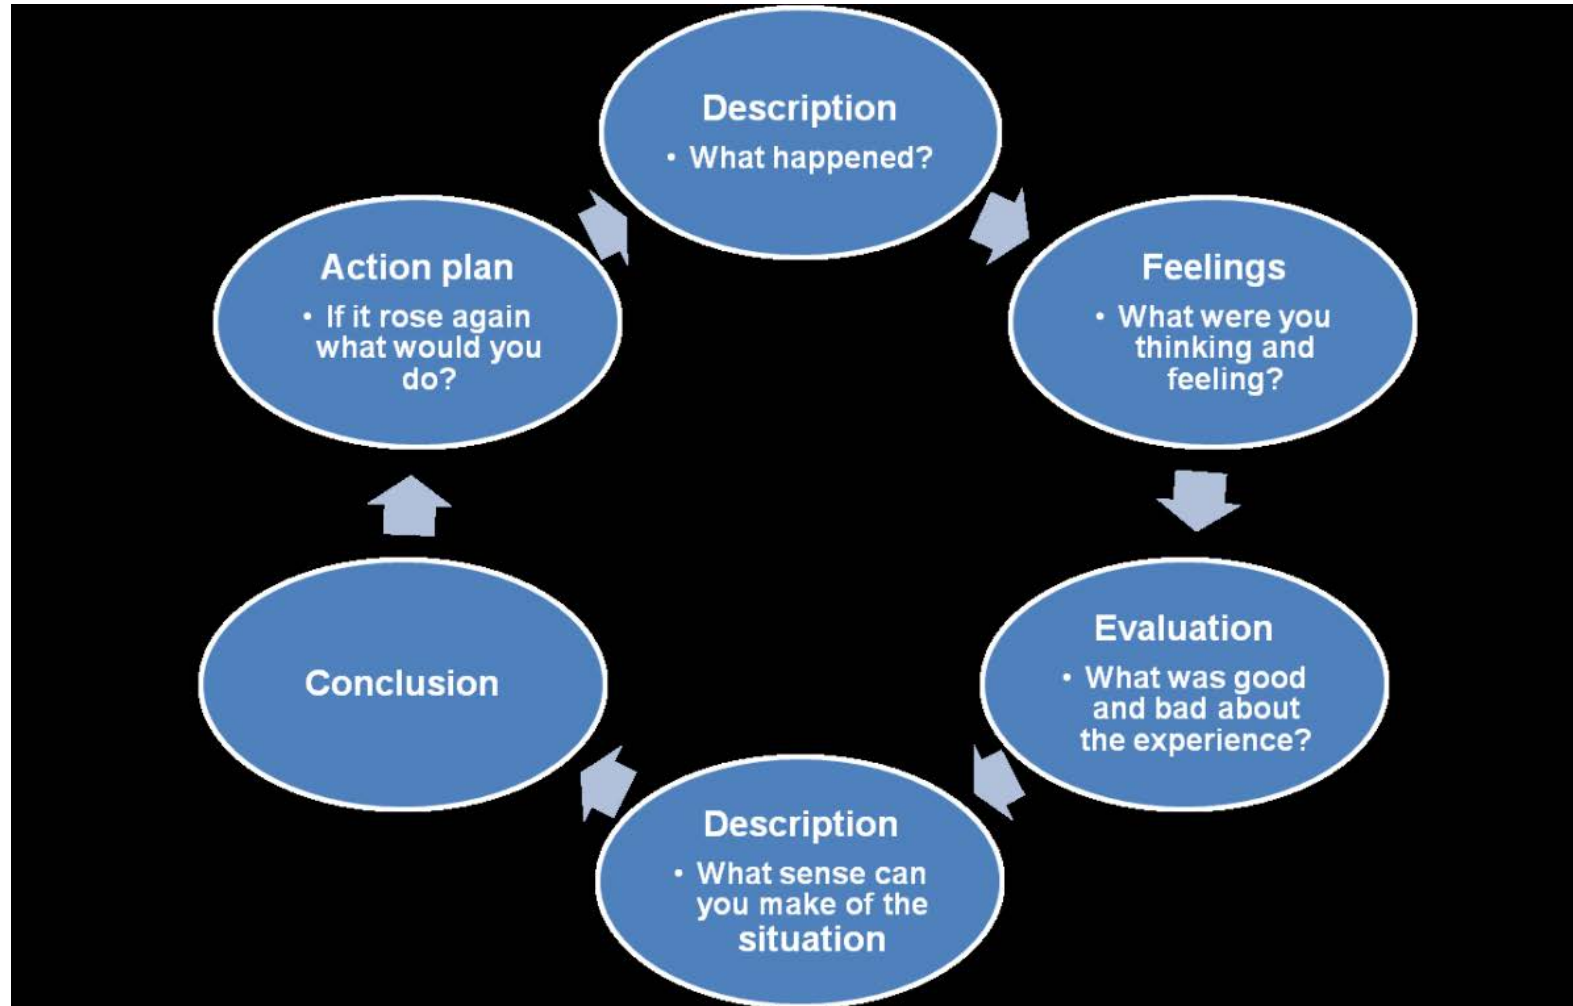 Description
• What happened?
Feelings
• What were you
thinking and
feeling?
Evaluation
• What was good
and bad about
the experience?
Description
• What sense can
you make of the
situation
Conclusion
Action plan
• If it rose again
what would you
do?